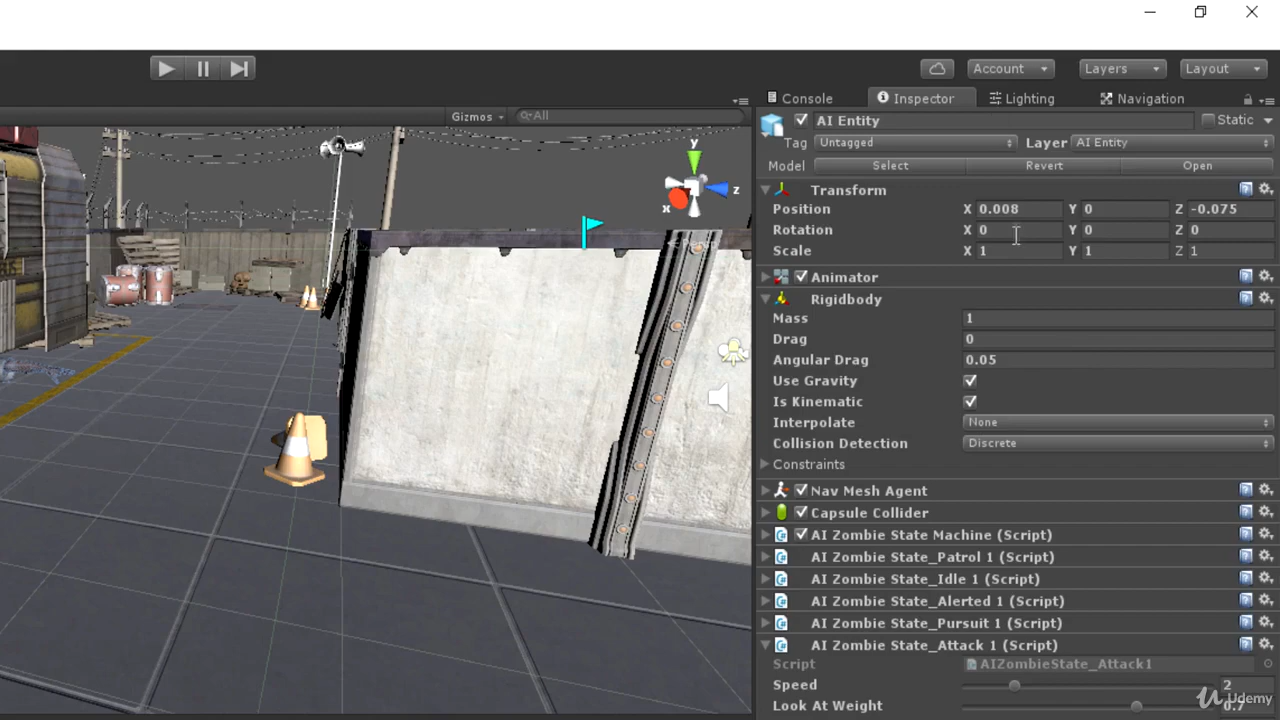 Account Layers Layout
Console Inspector Lighting Navigation
Gizmos All
AI Entity Static
Tag Untagged Layer AI Entity
Model Select Revert Open
Transform
Position X 0.008 Y 0 Z -0.075
Rotation X 0 Y 0 Z 0
Scale X 1 Y 1 Z 1
Animator
Rigidbody
Mass 1
Drag 0
Angular Drag 0.05
Use Gravity
Is Kinematic
Interpolate None
Collision Detection Discrete
Constraints
Nav Mesh Agent
Capsule Collider
AI Zombie State Machine (Script)
AI Zombie State_Patrol 1 (Script)
AI Zombie State_Idle 1 (Script)
AI Zombie State_Alerted 1 (Script)
AI Zombie State_Pursuit 1 (Script)
AI Zombie State_Attack 1 (Script)
Script AIZombieState_Attack1
Speed 2
Look At Weight 0.7
Udemy
y
z
x